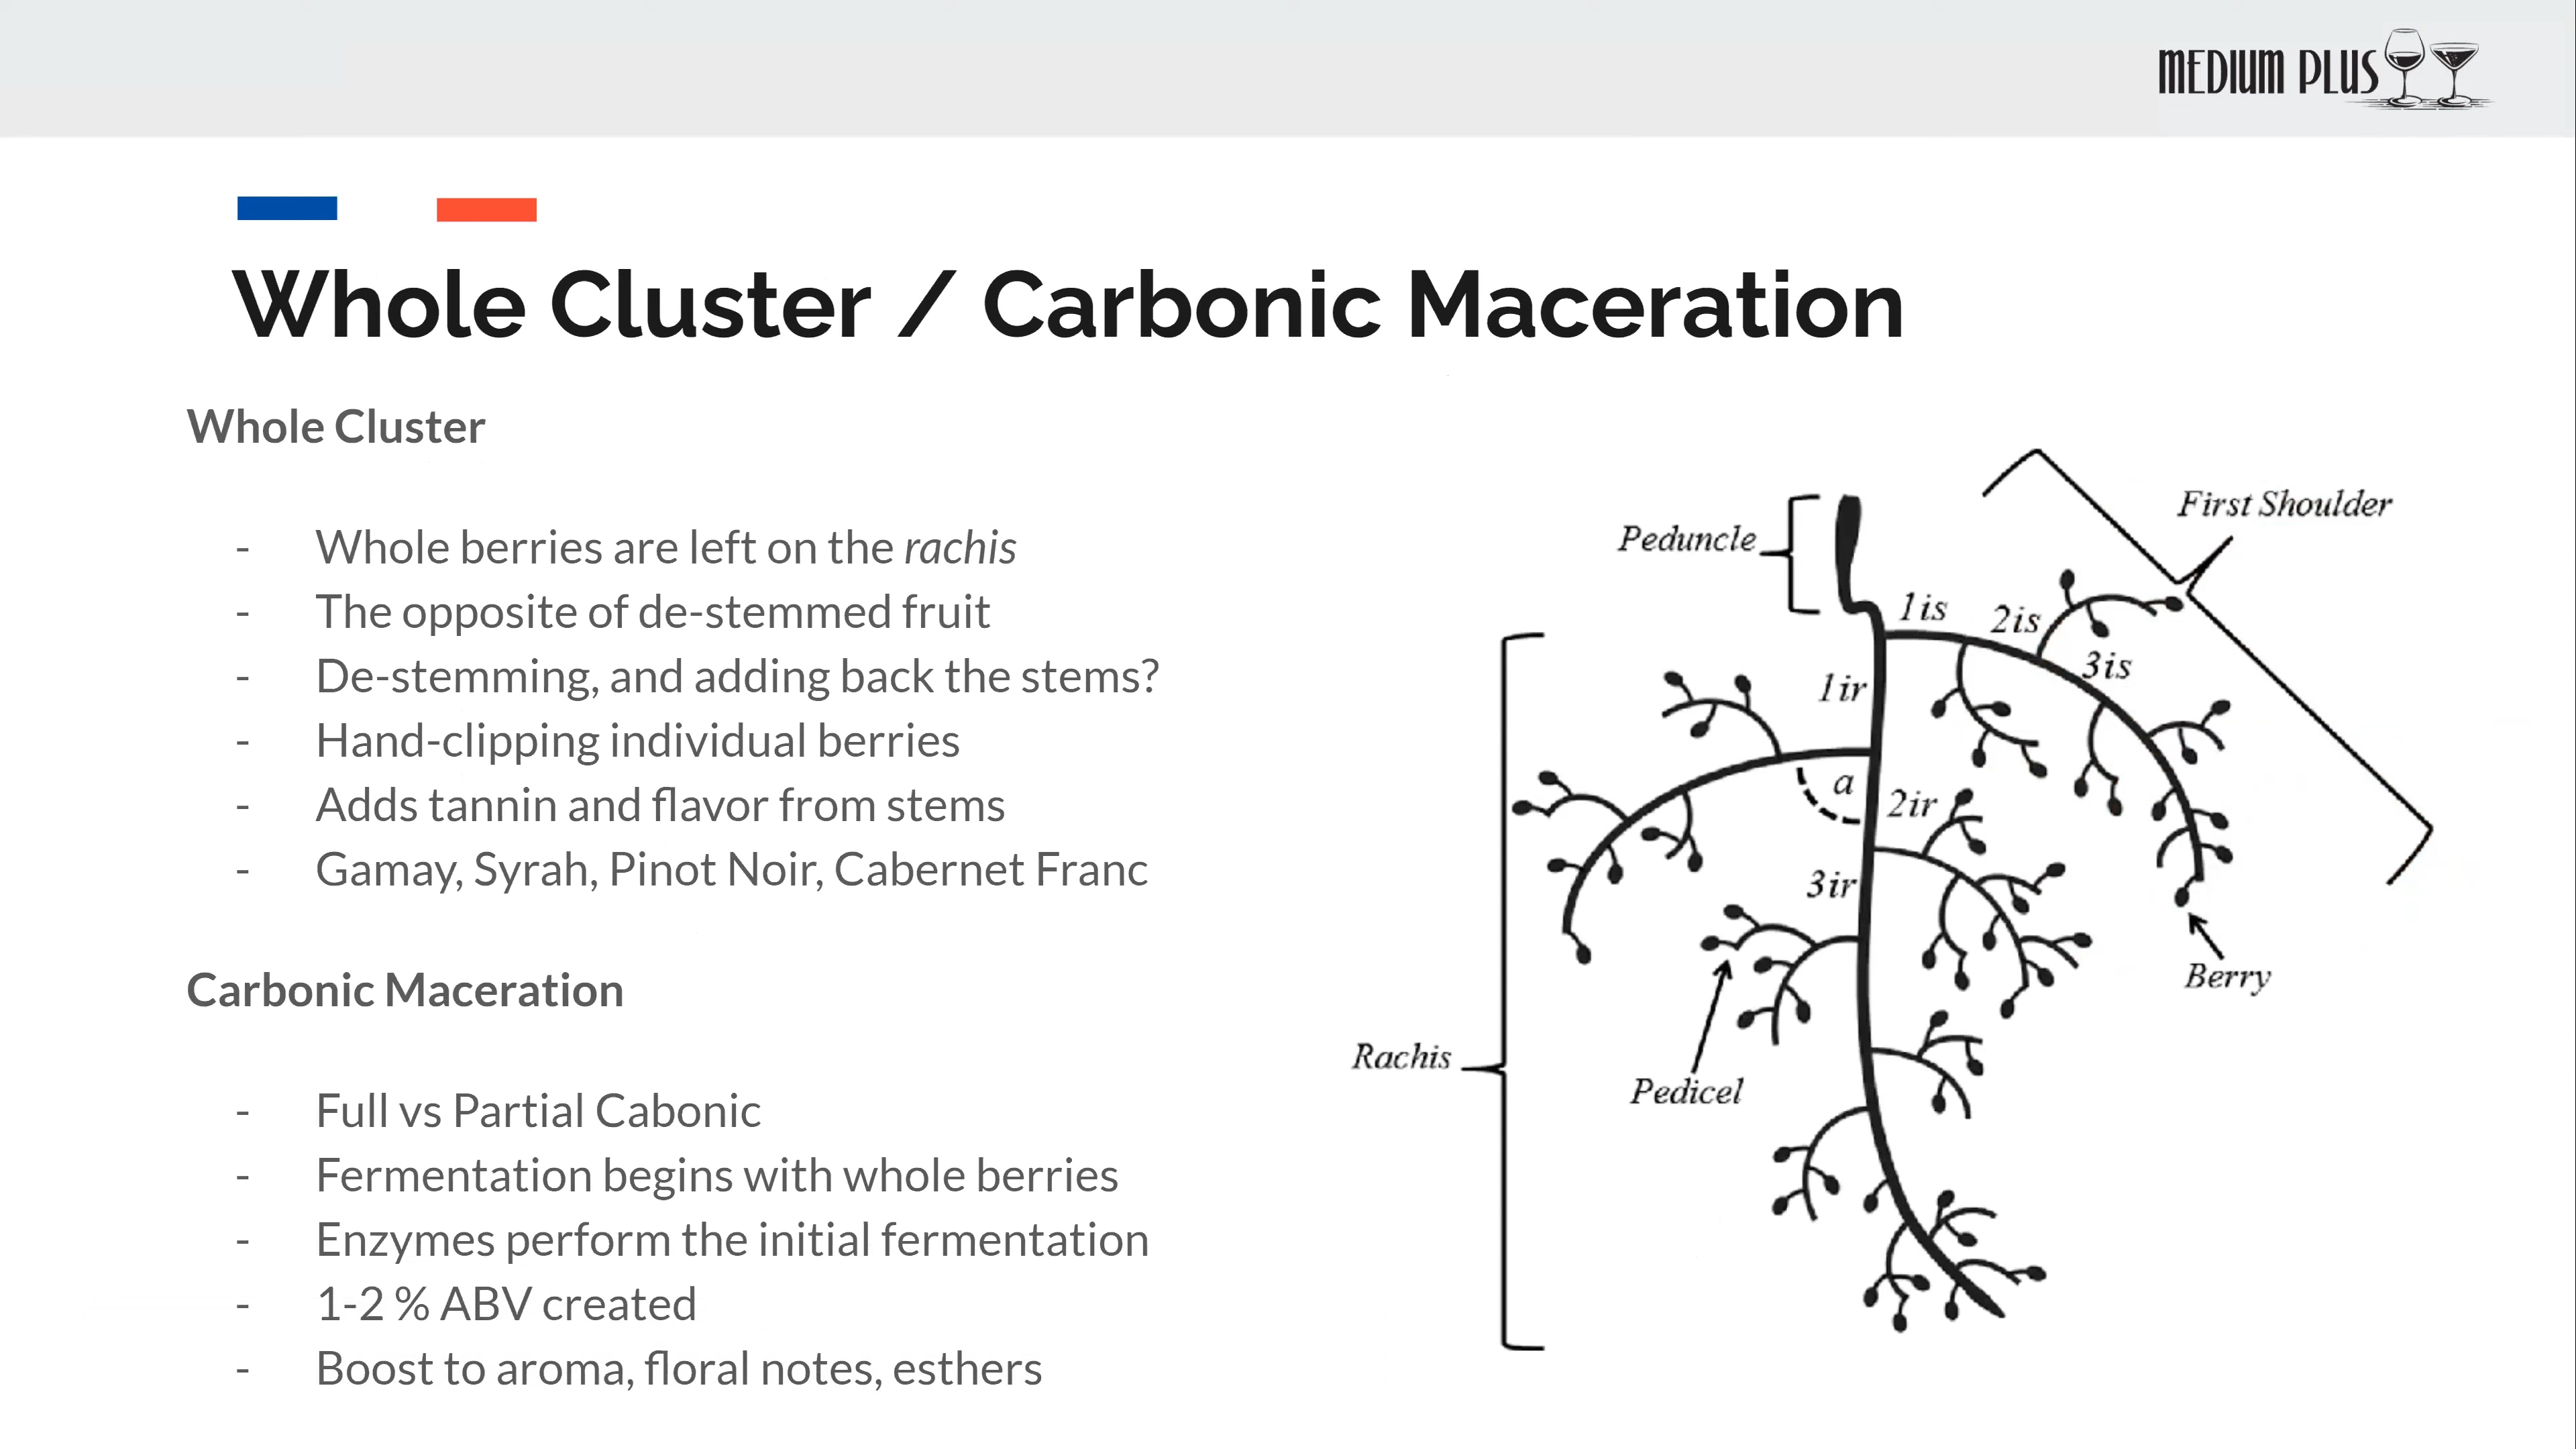 MEDIUM PLUS
Whole Cluster / Carbonic Maceration
Whole Cluster
- Whole berries are left on the rachis
- The opposite of de-stemmed fruit
- De-stemming, and adding back the stems?
- Hand-clipping individual berries
- Adds tannin and flavor from stems
- Gamay, Syrah, Pinot Noir, Cabernet Franc
Carbonic Maceration
- Full vs Partial Cabonic
- Fermentation begins with whole berries
- Enzymes perform the initial fermentation
- 1-2 % ABV created
- Boost to aroma, floral notes, esthers
First Shoulder
Peduncle
1is
2is
3is
1ir
a
2ir
3ir
Berry
Rachis
Pedicel